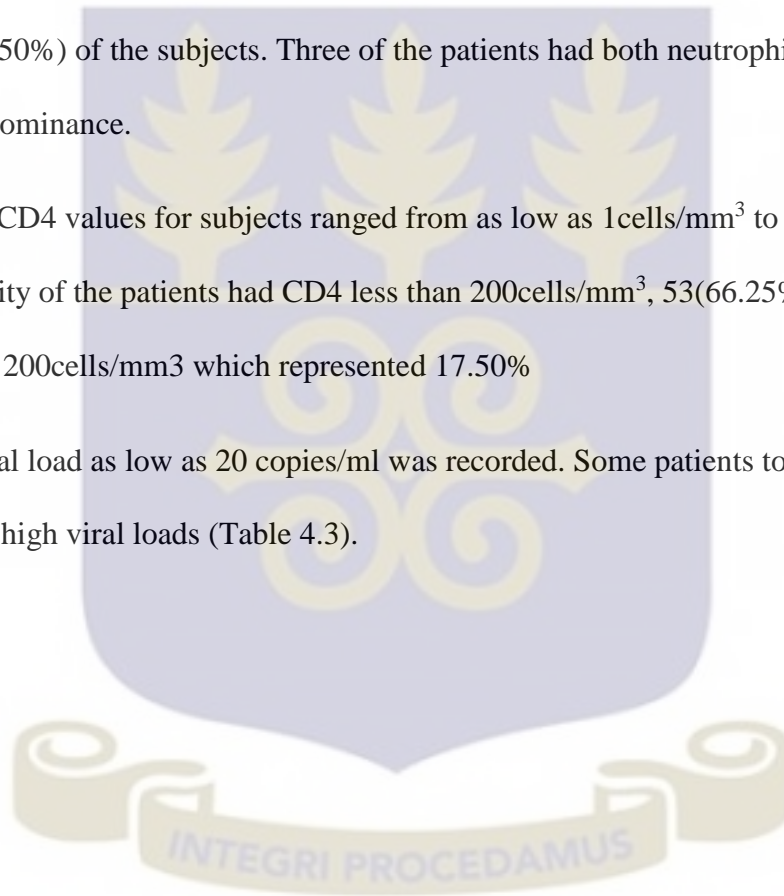 50%) of the subjects. Three of the patients had both neutrophi
ominance.
CD4 values for subjects ranged from as low as 1cells/mm³ to
ity of the patients had CD4 less than 200cells/mm³, 53(66.25%
200cells/mm3 which represented 17.50%
al load as low as 20 copies/ml was recorded. Some patients to
high viral loads (Table 4.3).
INTEGRI PROCEDAMUS